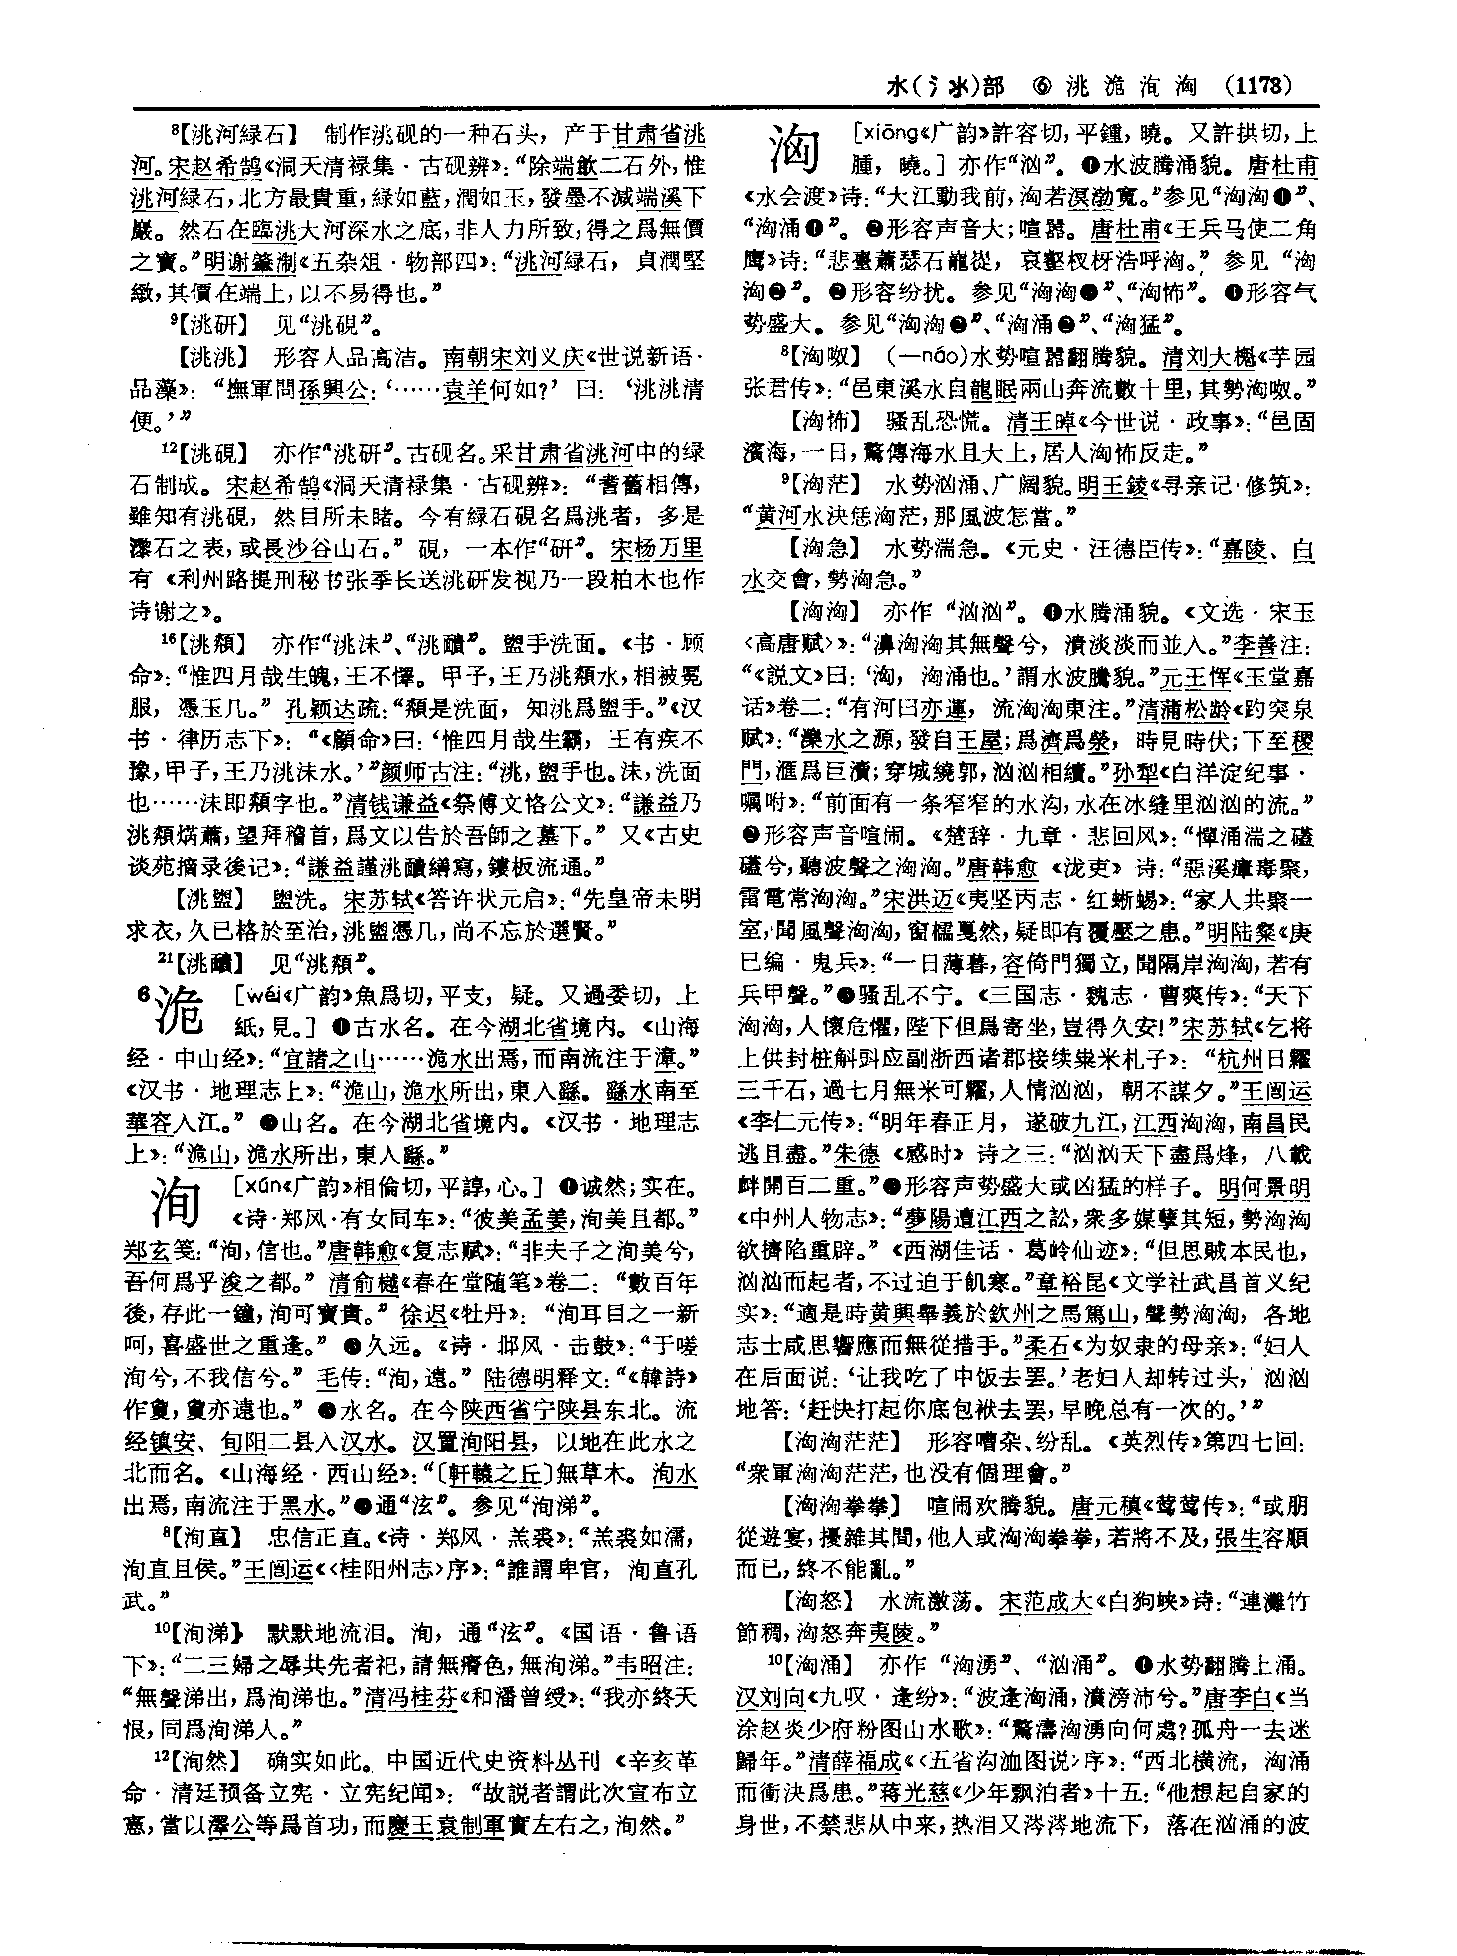 水(氵氺)部　⑥ 洮 洈 洵 洶　(1173)
⁸【洮河緑石】　制作洮砚的一种石头，产于甘肃省洮
河。宋赵希鹄《洞天清禄集·古砚辨》：“除端歙二石外，惟
洮河緑石，北方最貴重，緑如藍，潤如玉，發墨不減端溪下
巖。然石在臨洮大河深水之底，非人力所致，得之爲無價
之寶。”明谢肇淛《五杂俎·物部四》：“洮河緑石，貞潤堅
緻，其價在端上，以不易得也。”
⁹【洮研】　见“洮硯”。
【洮洮】　形容人品高洁。南朝宋刘义庆《世说新语·
品藻》：“撫軍問孫興公：‘……袁羊何如？’曰：‘洮洮清
便。’”
¹²【洮硯】　亦作“洮研”。古砚名。采甘肃省洮河中的绿
石制成。宋赵希鹄《洞天清禄集·古砚辨》：“耆舊相傳，
雖知有洮硯，然目所未睹。今有緑石硯名爲洮者，多是
㵽石之表，或長沙谷山石。”硯，一本作“研”。宋杨万里
有《利州路提刑秘书张季长送洮研发视乃一段柏木也作
诗谢之》。
¹⁶【洮頮】　亦作“洮沬”、“洮靧”。盥手洗面。《书·顾
命》：“惟四月哉生魄，王不懌。甲子，王乃洮頮水，相被冕
服，憑玉几。”孔颖达疏：“頮是洗面，知洮爲盥手。”《汉
书·律历志下》：“《顧命》曰：‘惟四月哉生霸，王有疾不
豫，甲子，王乃洮沬水。’”颜师古注：“洮，盥手也。沬，洗面
也……沬即頮字也。”清钱谦益《祭傅文恪公文》：“謙益乃
洮頮焫蕭，望拜稽首，爲文以告於吾師之墓下。”又《古史
谈苑摘录後记》：“謙益謹洮靧繕寫，鏤板流通。”
【洮盥】　盥洗。宋苏轼《答许状元启》：“先皇帝未明
求衣，久已格於至治，洮盥憑几，尚不忘於選賢。”
²¹【洮靧】　见“洮頮”。
⁶洈　［wéi《广韵》魚爲切，平支，疑。又過委切，上
紙，見。］❶古水名。在今湖北省境内。《山海
经·中山经》：“宜諸之山……洈水出焉，而南流注于漳。”
《汉书·地理志上》：“洈山，洈水所出，東入繇。繇水南至
華容入江。”❷山名。在今湖北省境内。《汉书·地理志
上》：“洈山，洈水所出，東入繇。”
洵　［xún《广韵》相倫切，平諄，心。］❶诚然；实在。
《诗·郑风·有女同车》：“彼美孟姜，洵美且都。”
郑玄笺：“洵，信也。”唐韩愈《复志赋》：“非夫子之洵美兮，
吾何爲乎浚之都。”清俞樾《春在堂随笔》卷二：“數百年
後，存此一鐘，洵可寶貴。”徐迟《牡丹》：“洵耳目之一新
呵，喜盛世之重逢。”❷久远。《诗·邶风·击鼓》：“于嗟
洵兮，不我信兮。”毛传：“洵，遠。”陆德明释文：“《韓詩》
作敻，敻亦遠也。”❸水名。在今陕西省宁陕县东北。流
经镇安、旬阳二县入汉水。汉置洵阳县，以地在此水之
北而名。《山海经·西山经》：“〔軒轅之丘〕無草木。洵水
出焉，南流注于黑水。”❹通“泫”。参见“洵涕”。
⁸【洵直】　忠信正直。《诗·郑风·羔裘》：“羔裘如濡，
洵直且侯。”王闿运《〈桂阳州志〉序》：“誰謂卑官，洵直孔
武。”
¹⁰【洵涕】　默默地流泪。洵，通“泫”。《国语·鲁语
下》：“二三婦之辱共先者祀，請無瘠色，無洵涕。”韦昭注：
“無聲涕出，爲洵涕也。”清冯桂芬《和潘曾绶》：“我亦終天
恨，同爲洵涕人。”
¹²【洵然】　确实如此。中国近代史资料丛刊《辛亥革
命·清廷预备立宪·立宪纪闻》：“故説者謂此次宣布立
憲，當以澤公等爲首功，而慶王袁制軍實左右之，洵然。”
洶　［xiōng《广韵》許容切，平鍾，曉。又許拱切，上
腫，曉。］亦作“汹”。❶水波腾涌貌。唐杜甫
《水会渡》诗：“大江動我前，洶若溟渤寬。”参见“洶洶❶”、
“洶涌❶”。❷形容声音大；喧嚣。唐杜甫《王兵马使二角
鹰》诗：“悲臺蕭瑟石龍嵸，哀壑杈枒浩呼洶。”参见“洶
洶❷”。❸形容纷扰。参见“洶洶❸”、“洶怖”。❹形容气
势盛大。参见“洶洶❹”、“洶涌❷”、“洶猛”。
⁸【洶呶】　（—náo）水势喧嚣翻腾貌。清刘大櫆《芋园
张君传》：“邑東溪水自龍眠兩山奔流數十里，其勢洶呶。”
【洶怖】　骚乱恐慌。清王晫《今世说·政事》：“邑固
濱海，一日，驚傳海水且大上，居人洶怖反走。”
⁹【洶茫】　水势汹涌、广阔貌。明王錂《寻亲记·修筑》：
“黄河水決恁洶茫，那風波怎當。”
【洶急】　水势湍急。《元史·汪德臣传》：“嘉陵、白
水交會，勢洶急。”
【洶洶】　亦作“汹汹”。❶水腾涌貌。《文选·宋玉
〈高唐赋〉》：“濞洶洶其無聲兮，潰淡淡而並入。”李善注：
“《説文》曰：‘洶，洶涌也。’謂水波騰貌。”元王恽《玉堂嘉
话》卷二：“有河曰亦運，流洶洶東注。”清蒲松龄《趵突泉
赋》：“濼水之源，發自王屋；爲濟爲滎，時見時伏；下至稷
門，滙爲巨瀆；穿城繞郭，汹汹相續。”孙犁《白洋淀纪事·
嘱咐》：“前面有一条窄窄的水沟，水在冰缝里汹汹的流。”
❷形容声音喧闹。《楚辞·九章·悲回风》：“憚涌湍之礚
礚兮，聽波聲之洶洶。”唐韩愈《泷吏》诗：“惡溪瘴毒聚，
雷電常洶洶。”宋洪迈《夷坚丙志·红蜥蜴》：“家人共聚一
室，聞風聲洶洶，窗櫺戛然，疑即有覆壓之患。”明陆粲《庚
巳编·鬼兵》：“一日薄暮，容倚門獨立，聞隔岸洶洶，若有
兵甲聲。”❸骚乱不宁。《三国志·魏志·曹爽传》：“天下
洶洶，人懷危懼，陛下但爲寄坐，豈得久安！”宋苏轼《乞将
上供封桩斛㪷应副浙西诸郡接续粜米札子》：“杭州日糶
三千石，過七月無米可糶，人情汹汹，朝不謀夕。”王闿运
《李仁元传》：“明年春正月，遂破九江，江西洶洶，南昌民
逃且盡。”朱德《感时》诗之三：“汹汹天下盡爲烽，八載
衅開百二重。”❹形容声势盛大或凶猛的样子。明何景明
《中州人物志》：“夢陽遭江西之訟，衆多媒孽其短，勢洶洶
欲擠陷重辟。”《西湖佳话·葛岭仙迹》：“但思贼本民也，
汹汹而起者，不过迫于飢寒。”章裕昆《文学社武昌首义纪
实》：“適是時黄興舉義於欽州之馬篤山，聲勢洶洶，各地
志士咸思響應而無從措手。”柔石《为奴隶的母亲》：“妇人
在后面说：‘让我吃了中饭去罢。’老妇人却转过头，汹汹
地答：‘赶快打起你底包袱去罢，早晚总有一次的。’”
【洶洶茫茫】　形容嘈杂、纷乱。《英烈传》第四七回：
“衆軍洶洶茫茫，也没有個理會。”
【洶洶拳拳】　喧闹欢腾貌。唐元稹《莺莺传》：“或朋
從遊宴，擾雜其間，他人或洶洶拳拳，若將不及，張生容順
而已，終不能亂。”
【洶怒】　水流激荡。宋范成大《白狗峡》诗：“連灘竹
節稠，洶怒奔夷陵。”
¹⁰【洶涌】　亦作“洶湧”、“汹涌”。❶水势翻腾上涌。
汉刘向《九叹·逢纷》：“波逢洶涌，濆滂沛兮。”唐李白《当
涂赵炎少府粉图山水歌》：“驚濤洶湧向何處？孤舟一去迷
歸年。”清薛福成《〈五省沟洫图说〉序》：“西北横流，洶涌
而衝決爲患。”蒋光慈《少年飘泊者》十五：“他想起自家的
身世，不禁悲从中来，热泪又涔涔地流下，落在汹涌的波